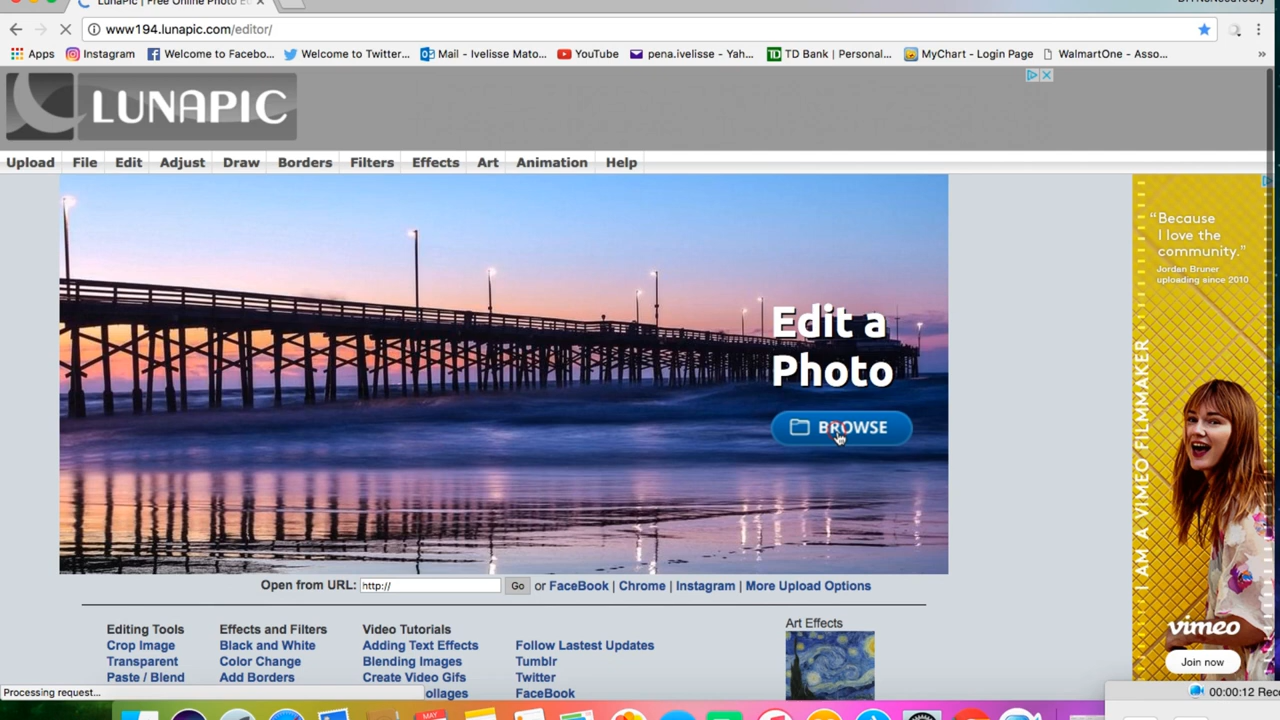 LunaPic | Free Online Photo
www194.lunapic.com/editor/
Apps Instagram Welcome to Facebo... Welcome to Twitter... Mail - Ivelisse Mato... YouTube pena.ivelisse - Yah... TD Bank | Personal... MyChart - Login Page WalmartOne - Asso... »
LUNAPIC
Upload File Edit Adjust Draw Borders Filters Effects Art Animation Help
Edit a
Photo
BROWSE
Open from URL: http:// Go or FaceBook | Chrome | Instagram | More Upload Options
Editing Tools Effects and Filters Video Tutorials Art Effects
Crop Image Black and White Adding Text Effects Follow Lastest Updates
Transparent Color Change Blending Images Tumblr
Paste / Blend Add Borders Create Video Gifs Twitter
ollages FaceBook
Processing request...
“Because
I love the
community.”
Jordan Bruner
uploading since 2010
I AM A VIMEO FILMMAKER
vimeo
Join now
00:00:12 Reco
MAY